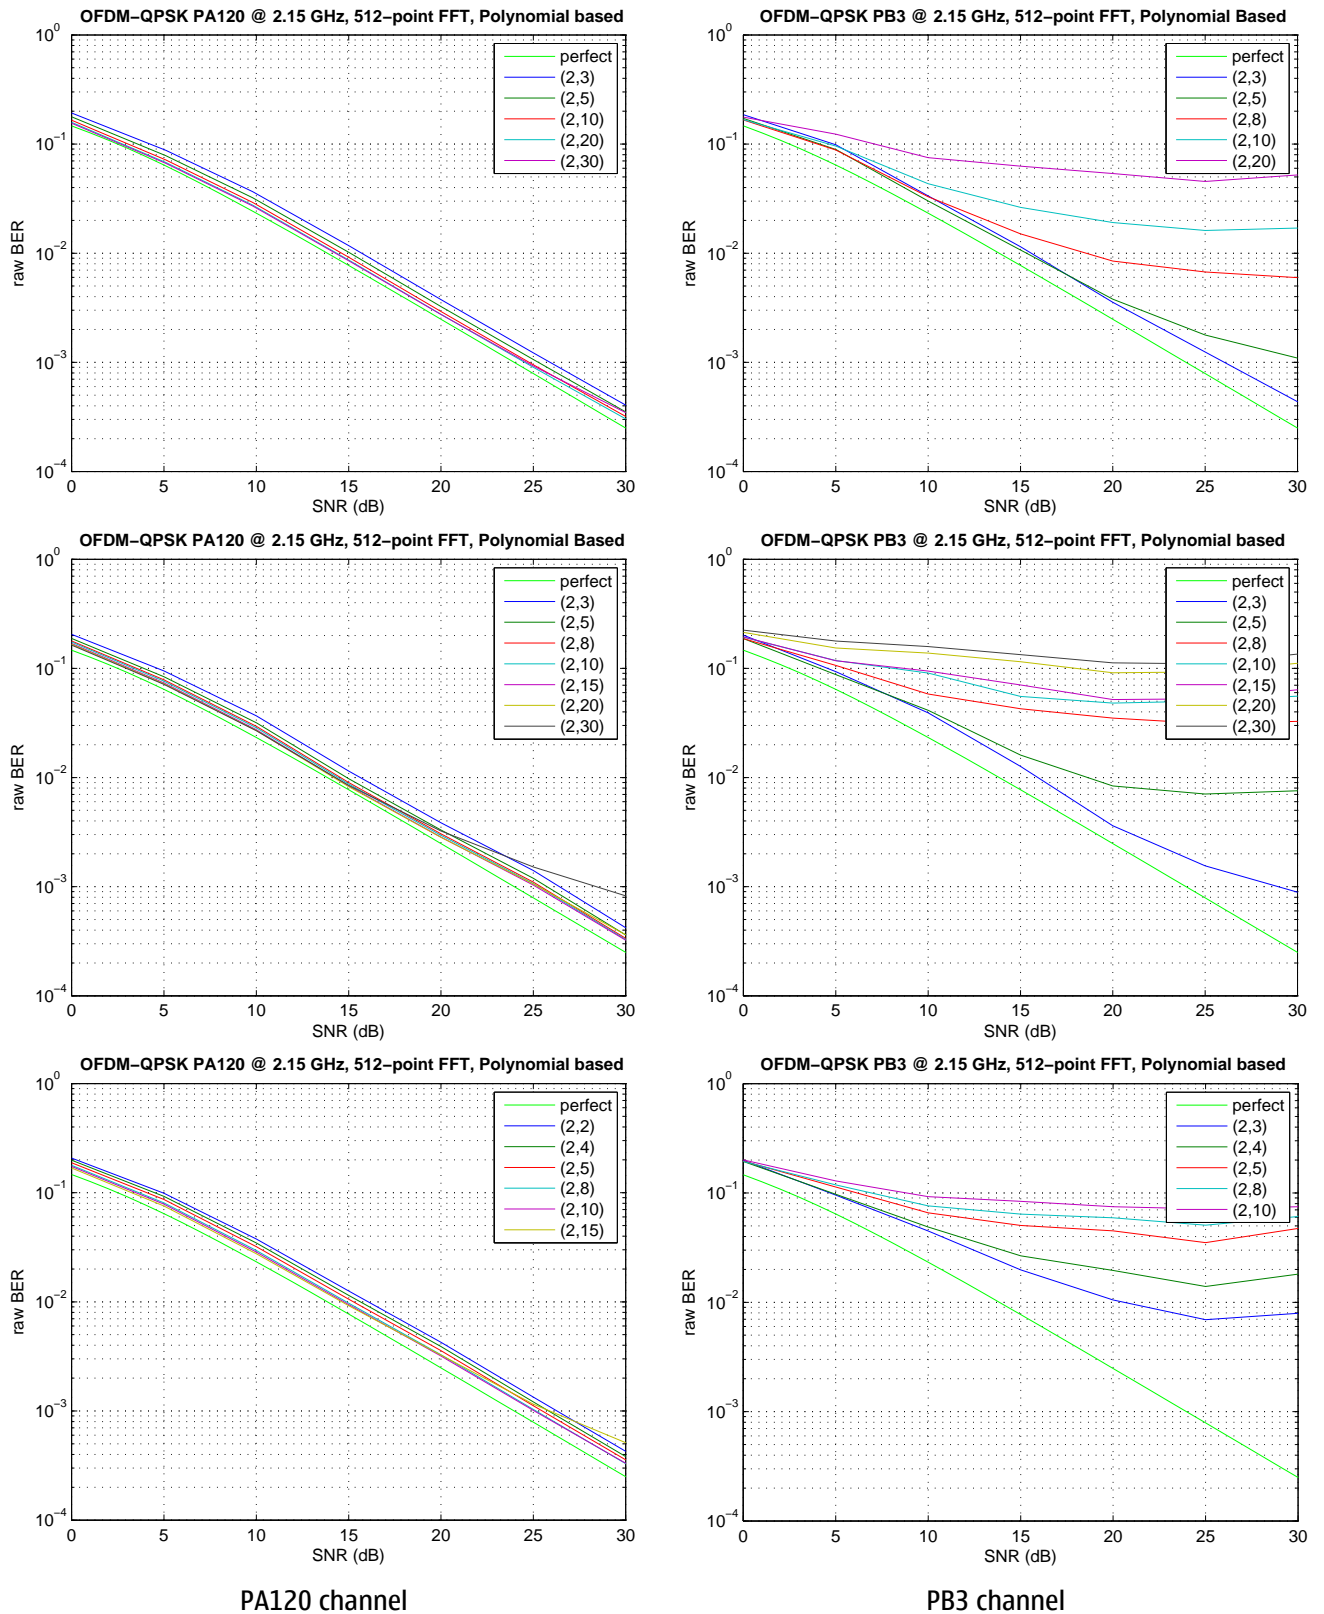 OFDM−QPSK PA120 @ 2.15 GHz, 512−point FFT, Polynomial based
10^0
10^−1
10^−2
10^−3
10^−4
raw BER
0 5 10 15 20 25 30
SNR (dB)
perfect
(2,3)
(2,5)
(2,10)
(2,20)
(2,30)
OFDM−QPSK PB3 @ 2.15 GHz, 512−point FFT, Polynomial Based
10^0
10^−1
10^−2
10^−3
10^−4
raw BER
0 5 10 15 20 25 30
SNR (dB)
perfect
(2,3)
(2,5)
(2,8)
(2,10)
(2,20)
OFDM−QPSK PA120 @ 2.15 GHz, 512−point FFT, Polynomial Based
10^0
10^−1
10^−2
10^−3
10^−4
raw BER
0 5 10 15 20 25 30
SNR (dB)
perfect
(2,3)
(2,5)
(2,8)
(2,10)
(2,15)
(2,20)
(2,30)
OFDM−QPSK PB3 @ 2.15 GHz, 512−point FFT, Polynomial based
10^0
10^−1
10^−2
10^−3
10^−4
raw BER
0 5 10 15 20 25 30
SNR (dB)
perfect
(2,3)
(2,5)
(2,8)
(2,10)
(2,15)
(2,20)
(2,30)
OFDM−QPSK PA120 @ 2.15 GHz, 512−point FFT, Polynomial based
10^0
10^−1
10^−2
10^−3
10^−4
raw BER
0 5 10 15 20 25 30
SNR (dB)
perfect
(2,2)
(2,4)
(2,5)
(2,8)
(2,10)
(2,15)
OFDM−QPSK PB3 @ 2.15 GHz, 512−point FFT, Polynomial based
10^0
10^−1
10^−2
10^−3
10^−4
raw BER
0 5 10 15 20 25 30
SNR (dB)
perfect
(2,3)
(2,4)
(2,5)
(2,8)
(2,10)
PA120 channel
PB3 channel